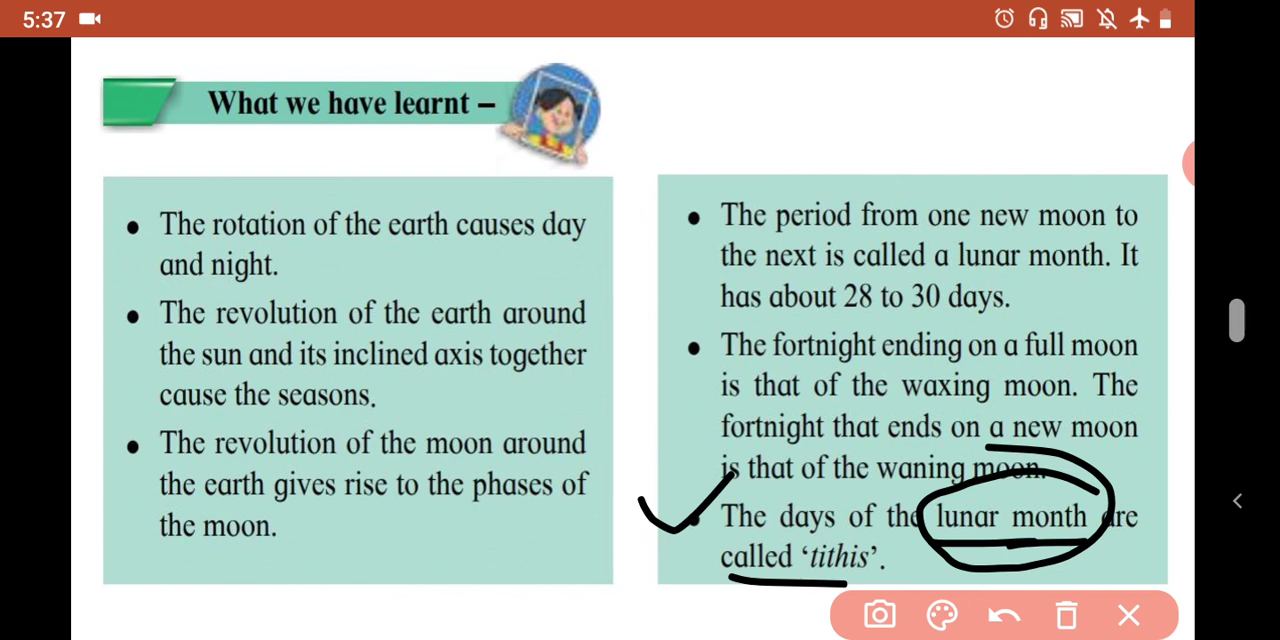 5:37
What we have learnt –
• The rotation of the earth causes day
and night.
• The revolution of the earth around
the sun and its inclined axis together
cause the seasons.
• The revolution of the moon around
the earth gives rise to the phases of
the moon.
• The period from one new moon to
the next is called a lunar month. It
has about 28 to 30 days.
• The fortnight ending on a full moon
is that of the waxing moon. The
fortnight that ends on a new moon
is that of the waning moon.
• The days of the lunar month are
called ‘tithis’.